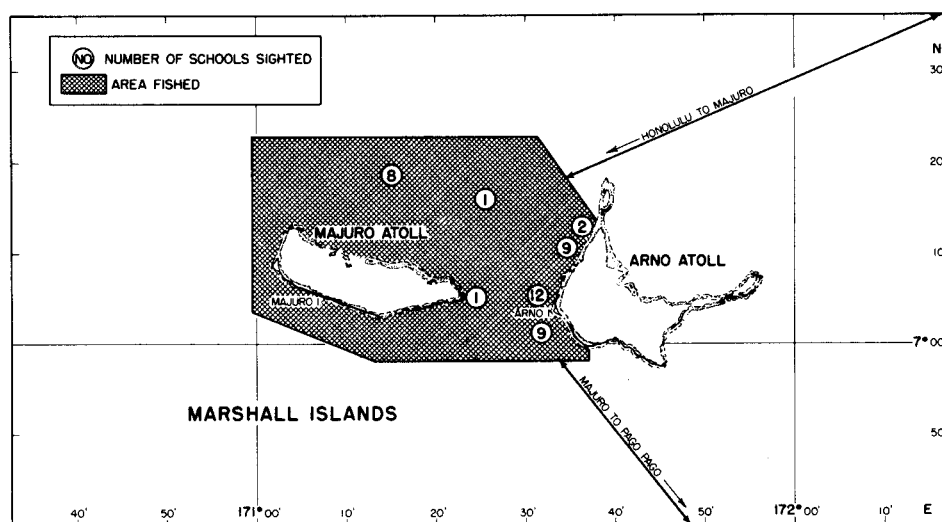 NO NUMBER OF SCHOOLS SIGHTED
AREA FISHED
N
30
HONOLULU TO MAJURO
20
8
1
2
MAJURO ATOLL
9
ARNO ATOLL
10
MAJURO I
1
12
ARNO I
9
7° 00
MAJURO TO PAGO PAGO
MARSHALL ISLANDS
50
40' 50' 171° 00' 10' 20' 30' 40' 50' 172° 00' 10' E